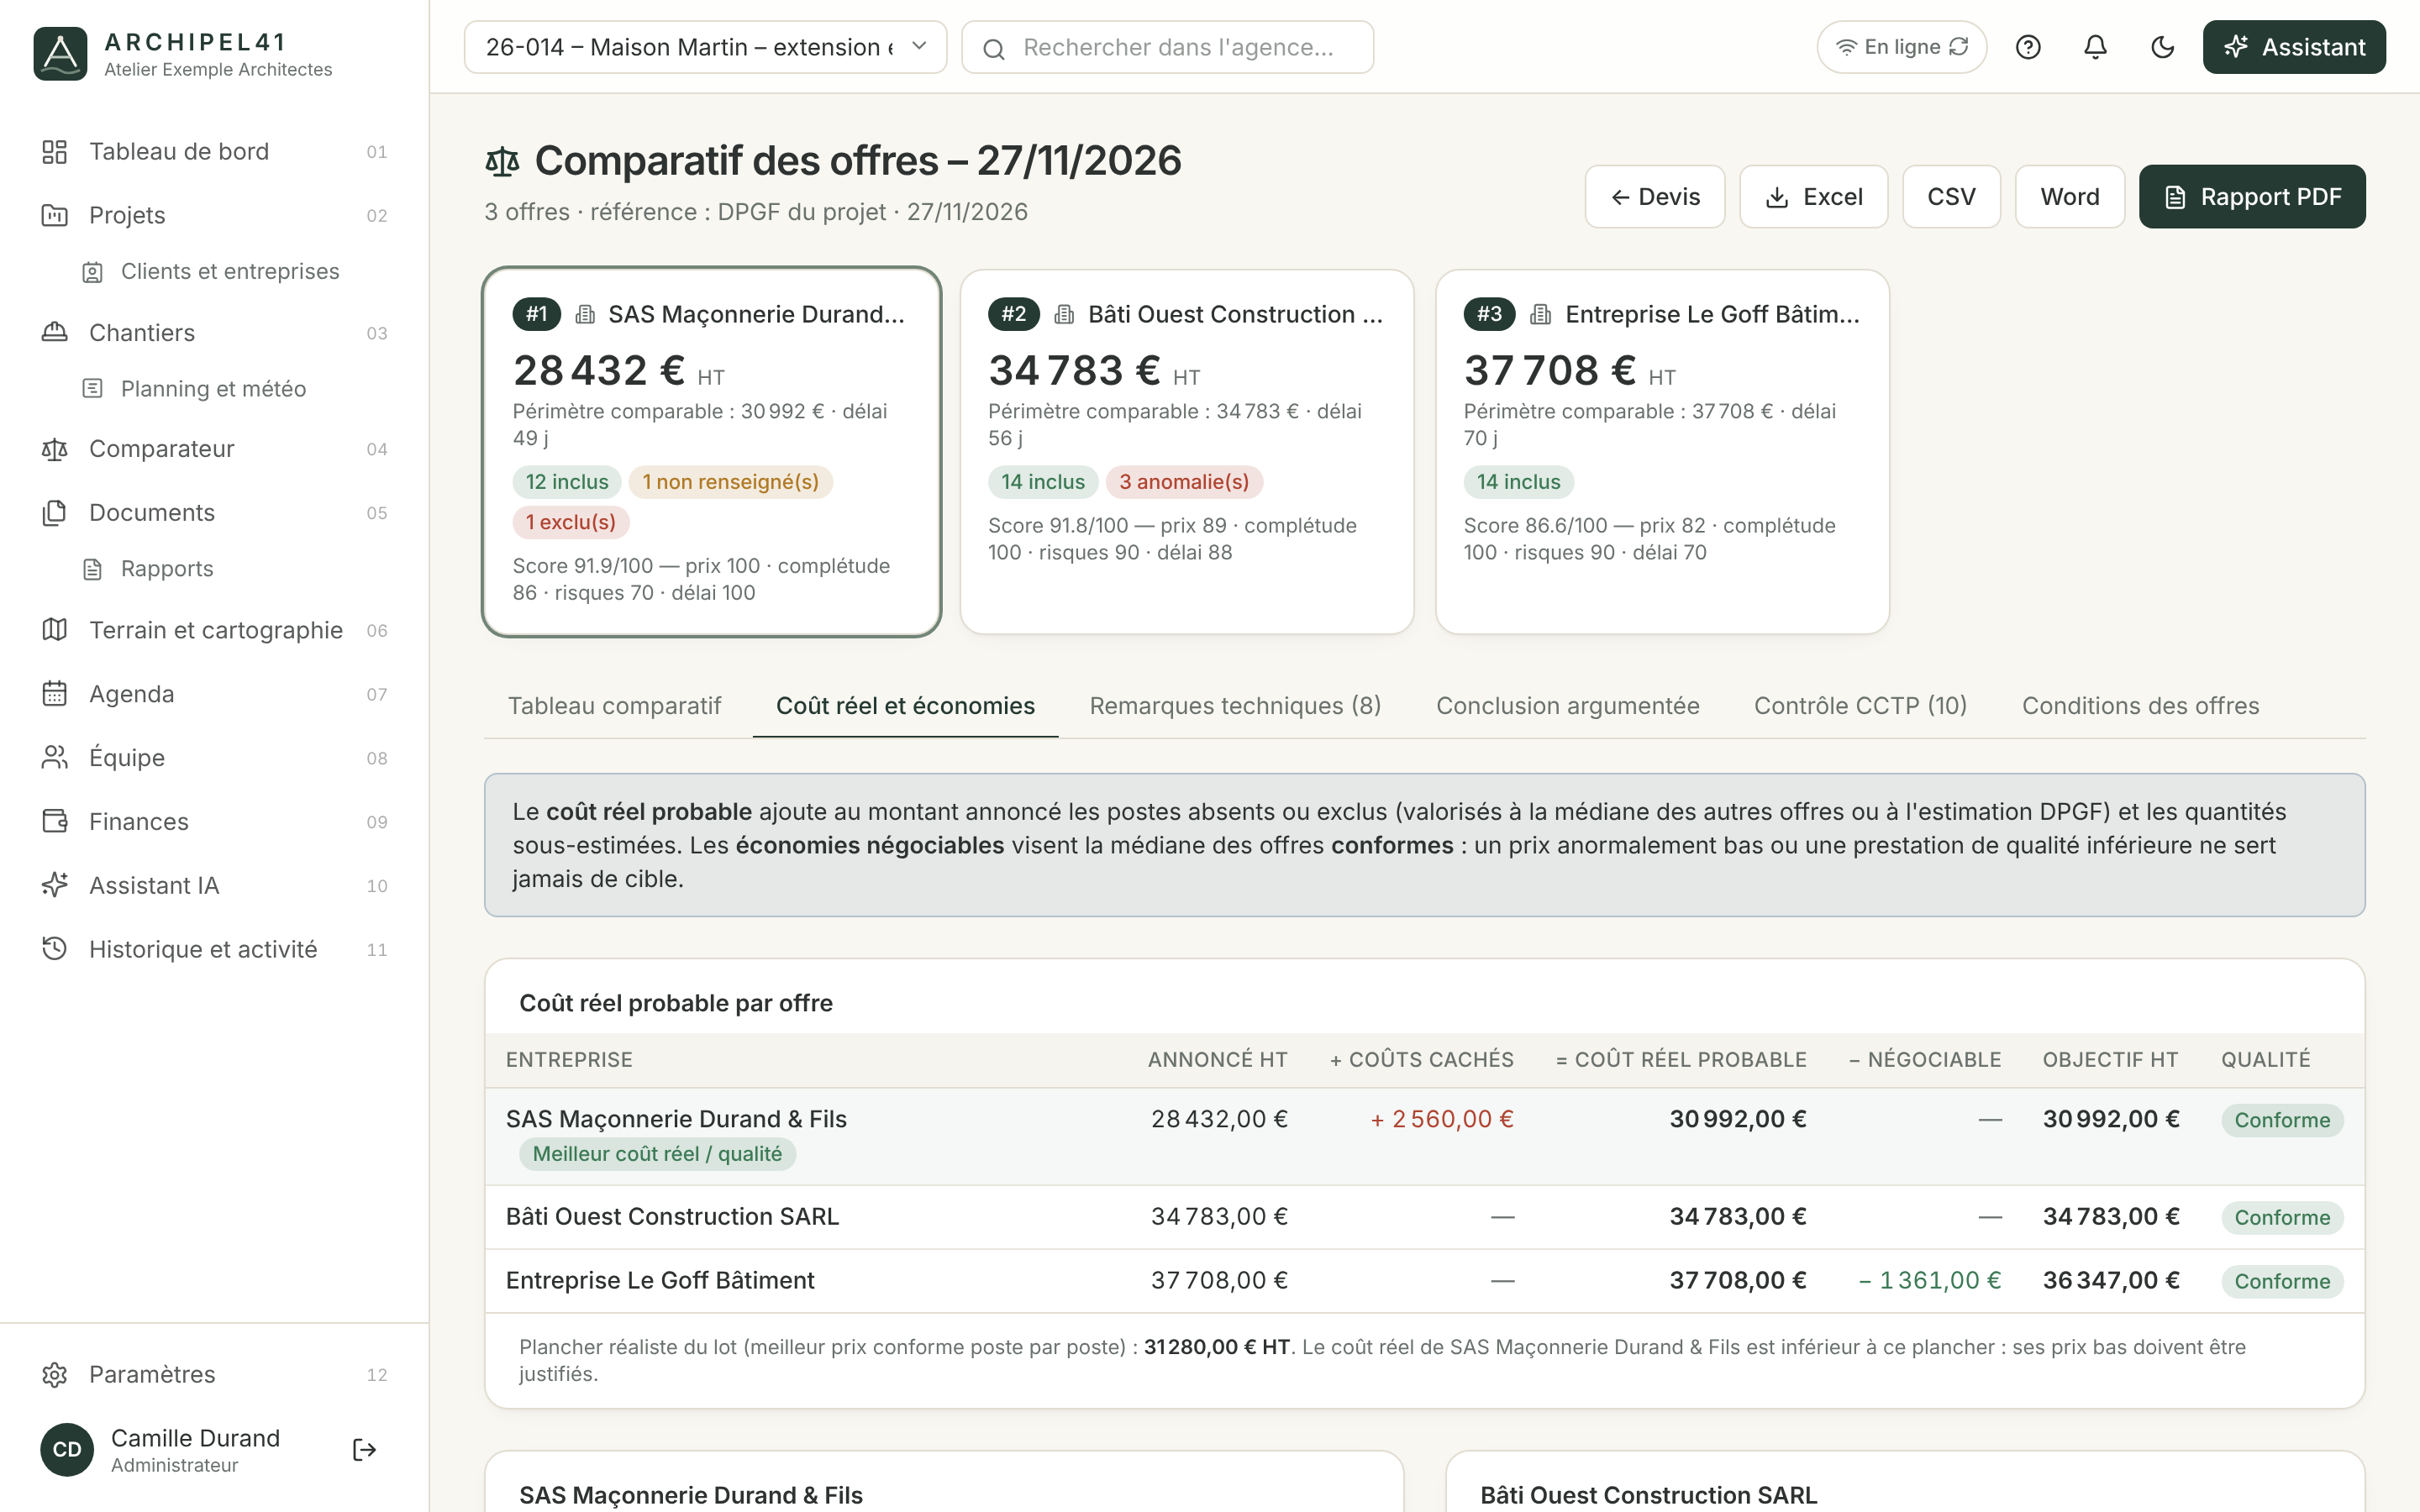 ARCHIPEL41
Atelier Exemple Architectes
Tableau de bord 01
Projets 02
Clients et entreprises
Chantiers 03
Planning et météo
Comparateur 04
Documents 05
Rapports
Terrain et cartographie 06
Agenda 07
Équipe 08
Finances 09
Assistant IA 10
Historique et activité 11
Paramètres 12
CD
Camille Durand
Administrateur
26-014 – Maison Martin – extension
Rechercher dans l'agence...
En ligne
Assistant
Comparatif des offres – 27/11/2026
3 offres · référence : DPGF du projet · 27/11/2026
← Devis
Excel
CSV
Word
Rapport PDF
#1 SAS Maçonnerie Durand...
28 432 € HT
Périmètre comparable : 30 992 € · délai
49 j
12 inclus 1 non renseigné(s)
1 exclu(s)
Score 91.9/100 — prix 100 · complétude
86 · risques 70 · délai 100
#2 Bâti Ouest Construction ...
34 783 € HT
Périmètre comparable : 34 783 € · délai
56 j
14 inclus 3 anomalie(s)
Score 91.8/100 — prix 89 · complétude
100 · risques 90 · délai 88
#3 Entreprise Le Goff Bâtim...
37 708 € HT
Périmètre comparable : 37 708 € · délai
70 j
14 inclus
Score 86.6/100 — prix 82 · complétude
100 · risques 90 · délai 70
Tableau comparatif
Coût réel et économies
Remarques techniques (8)
Conclusion argumentée
Contrôle CCTP (10)
Conditions des offres
Le coût réel probable ajoute au montant annoncé les postes absents ou exclus (valorisés à la médiane des autres offres ou à l'estimation DPGF) et les quantités
sous-estimées. Les économies négociables visent la médiane des offres conformes : un prix anormalement bas ou une prestation de qualité inférieure ne sert
jamais de cible.
Coût réel probable par offre
ENTREPRISE ANNONCÉ HT + COÛTS CACHÉS = COÛT RÉEL PROBABLE − NÉGOCIABLE OBJECTIF HT QUALITÉ
SAS Maçonnerie Durand & Fils 28 432,00 € + 2 560,00 € 30 992,00 € — 30 992,00 € Conforme
Meilleur coût réel / qualité
Bâti Ouest Construction SARL 34 783,00 € — 34 783,00 € — 34 783,00 € Conforme
Entreprise Le Goff Bâtiment 37 708,00 € — 37 708,00 € − 1 361,00 € 36 347,00 € Conforme
Plancher réaliste du lot (meilleur prix conforme poste par poste) : 31 280,00 € HT. Le coût réel de SAS Maçonnerie Durand & Fils est inférieur à ce plancher : ses prix bas doivent être
justifiés.
SAS Maçonnerie Durand & Fils
Bâti Ouest Construction SARL